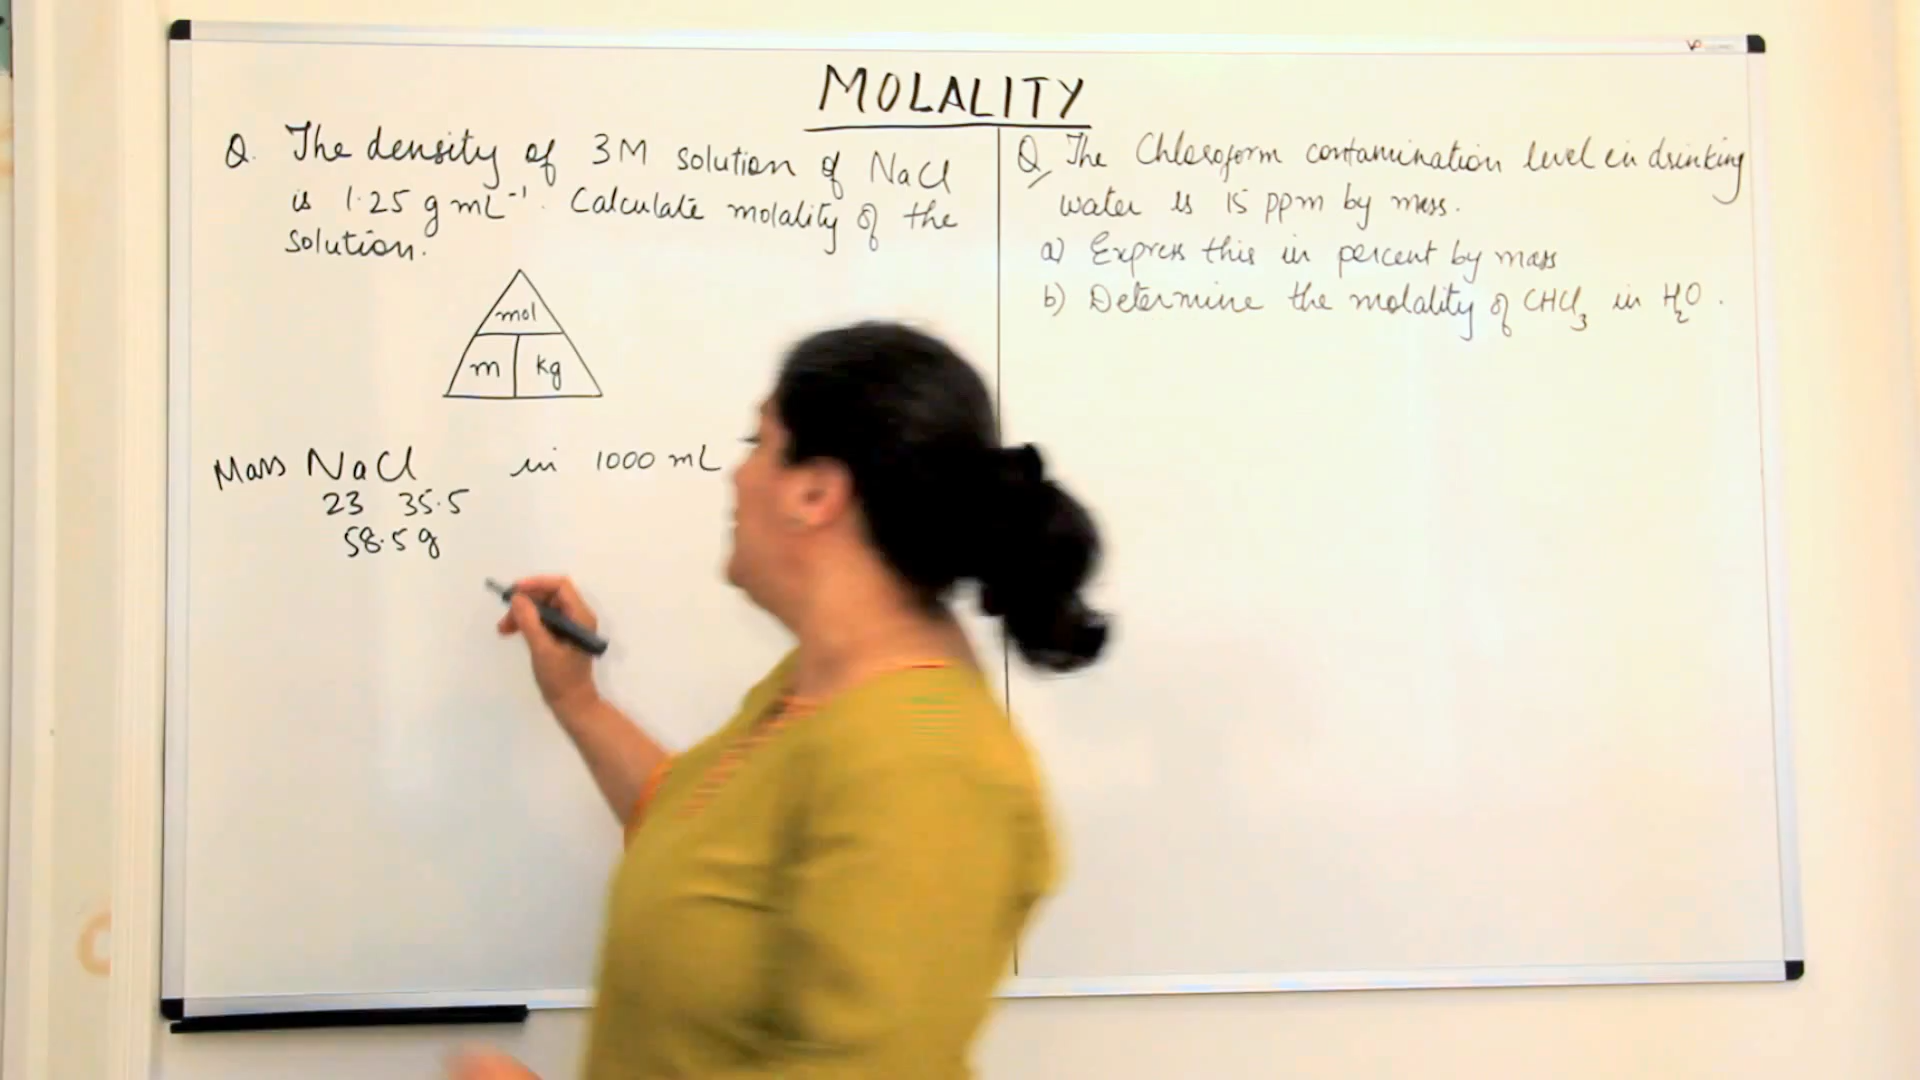 MOLALITY
Q. The density of 3M solution of NaCl
is 1.25 g mL⁻¹. Calculate molality of the
solution.
mol
m kg
Mass NaCl in 1000 mL
23 35.5
58.5 g
Q, The Chloroform contamination level in drinking
water is 15 ppm by mass.
a) Express this in percent by mass
b) Determine the molality of CHCl₃ in H₂O.